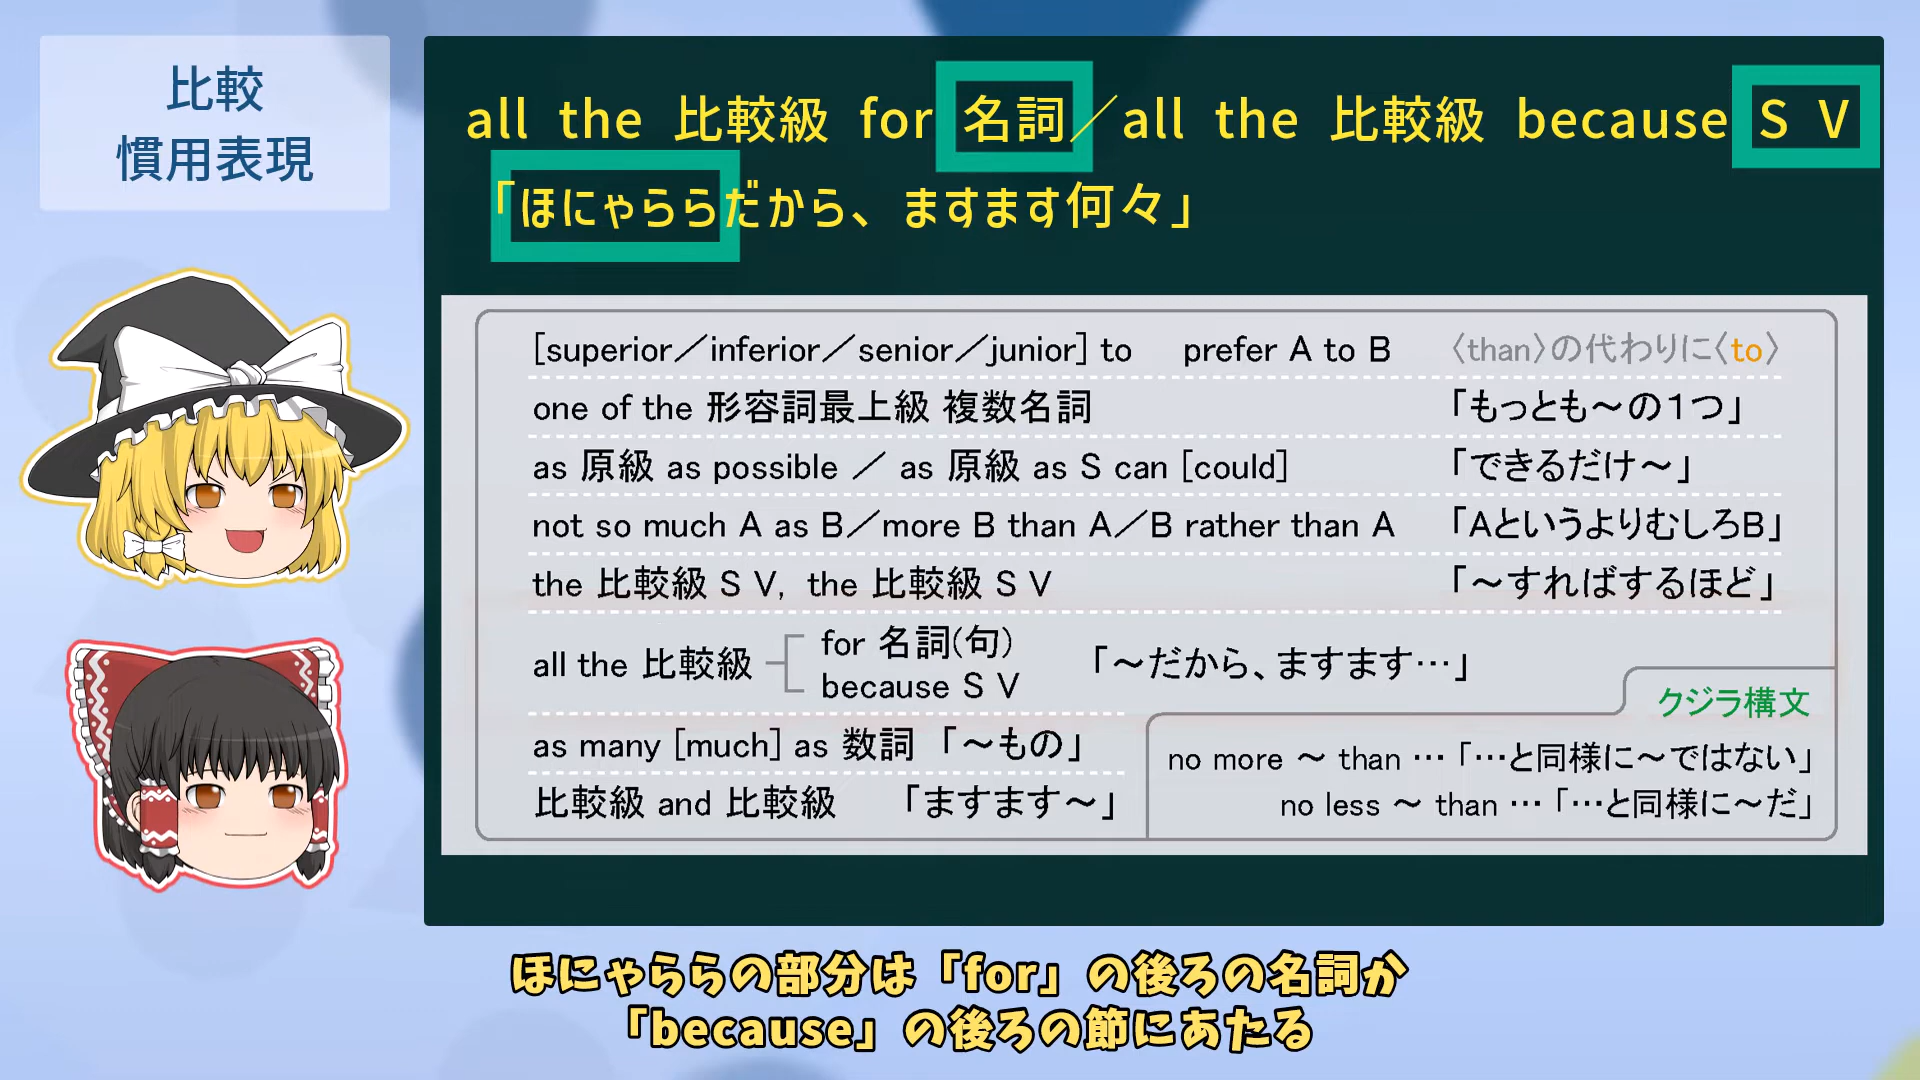 比較
慣用表現
all the 比較級 for 名詞／all the 比較級 because S V
「ほにゃららだから、ますます何々」
[superior／inferior／senior／junior] to prefer A to B 〈than〉の代わりに〈to〉
one of the 形容詞最上級 複数名詞 「もっとも～の１つ」
as 原級 as possible ／ as 原級 as S can [could] 「できるだけ～」
not so much A as B／more B than A／B rather than A 「AというよりむしろB」
the 比較級 S V, the 比較級 S V 「～すればするほど」
all the 比較級 for 名詞(句) because S V 「～だから、ますます…」
as many [much] as 数詞 「～もの」
比較級 and 比較級 「ますます～」
クジラ構文
no more ～ than …「…と同様に～ではない」
no less ～ than …「…と同様に～だ」
ほにゃららの部分は「for」の後ろの名詞か
「because」の後ろの節にあたる